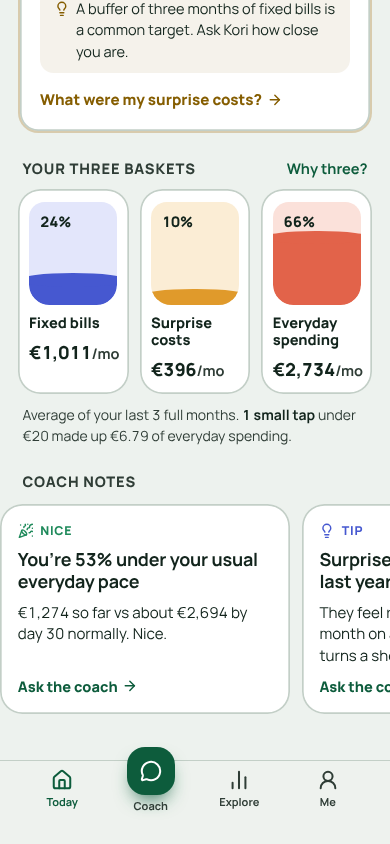 A buffer of three months of fixed bills is
a common target. Ask Kori how close
you are.
What were my surprise costs? →
YOUR THREE BASKETS
Why three?
24%
10%
66%
Fixed bills
€1,011/mo
Surprise
costs
€396/mo
Everyday
spending
€2,734/mo
Average of your last 3 full months. 1 small tap under
€20 made up €6.79 of everyday spending.
COACH NOTES
NICE
You're 53% under your usual
everyday pace
€1,274 so far vs about €2,694 by
day 30 normally. Nice.
Ask the coach →
TIP
Surprise
last year
They feel
month on
turns a
Ask the
Today
Coach
Explore
Me